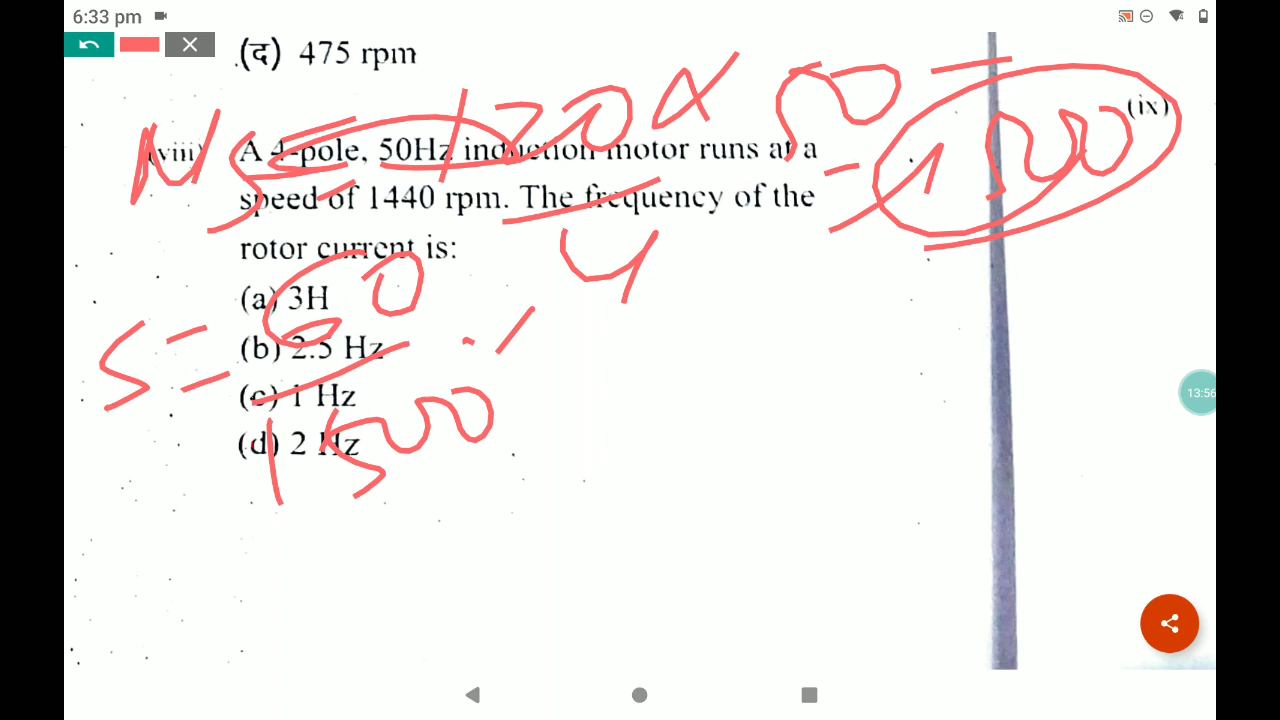 6:33 pm
(द) 475 rpm
(ix)
Ns = 120 x 50 = 1500
4
(viii) A 4-pole, 50Hz induction motor runs at a
speed of 1440 rpm. The frequency of the
rotor current is:
(a) 3H
(b) 2.5 Hz
(c) 1 Hz
(d) 2 Hz
S = 60
1500
13:56